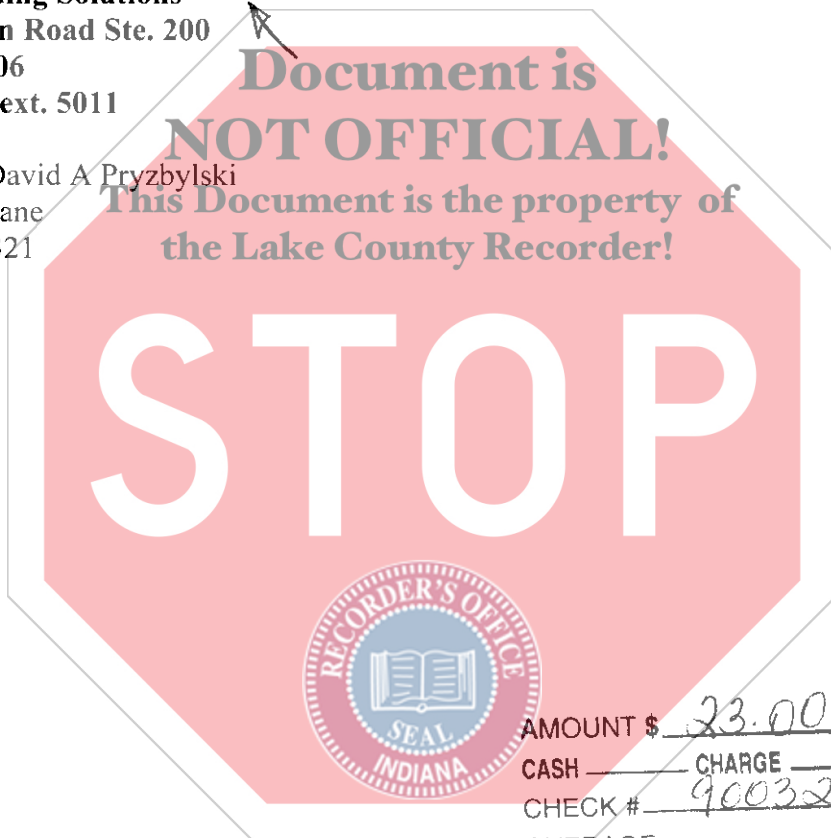 n Road Ste. 200
06
ext. 5011
Document is
NOT OFFICIAL!
David A Pryzbylski
This Document is the property of
ane
the Lake County Recorder!
21
STOP
RECORDER'S OFFICE
SEAL
INDIANA
AMOUNT $ 23.00
CASH CHARGE
CHECK # 90032